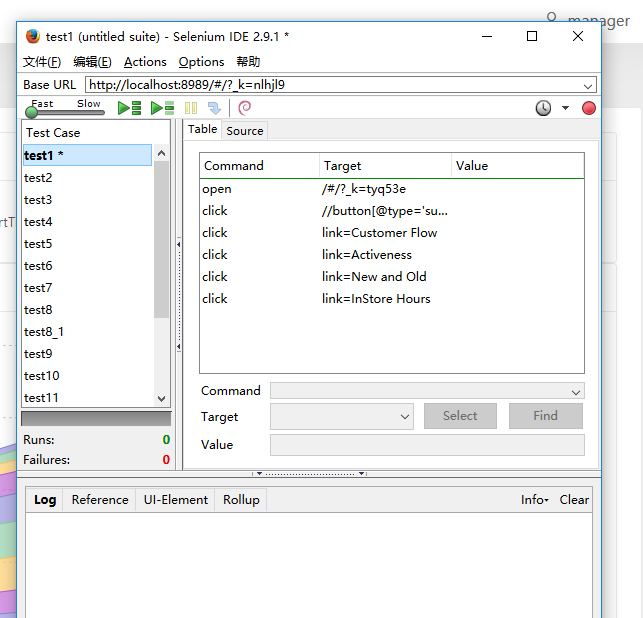 manager
test1 (untitled suite) - Selenium IDE 2.9.1 *
文件(F) 编辑(E) Actions Options 帮助
Base URL http://localhost:8989/#/?_k=nlhjl9
Fast Slow
Test Case
test1 *
test2
test3
test4
test5
test6
test7
test8
test8_1
test9
test10
test11
Runs: 0
Failures: 0
Table Source
Command Target Value
open /#/?_k=tyq53e
click //button[@type='su...
click link=Customer Flow
click link=Activeness
click link=New and Old
click link=InStore Hours
Command
Target Select Find
Value
Log Reference UI-Element Rollup Info Clear